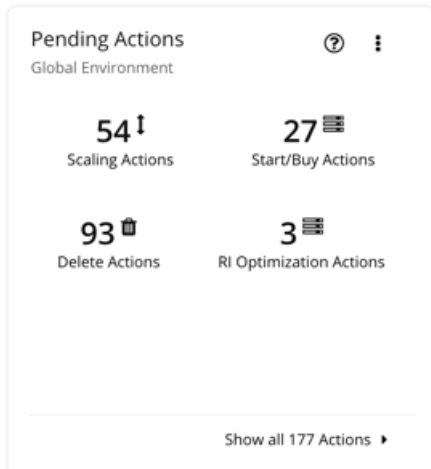 Pending Actions
Global Environment
54
Scaling Actions
27
Start/Buy Actions
93
Delete Actions
3
RI Optimization Actions
Show all 177 Actions